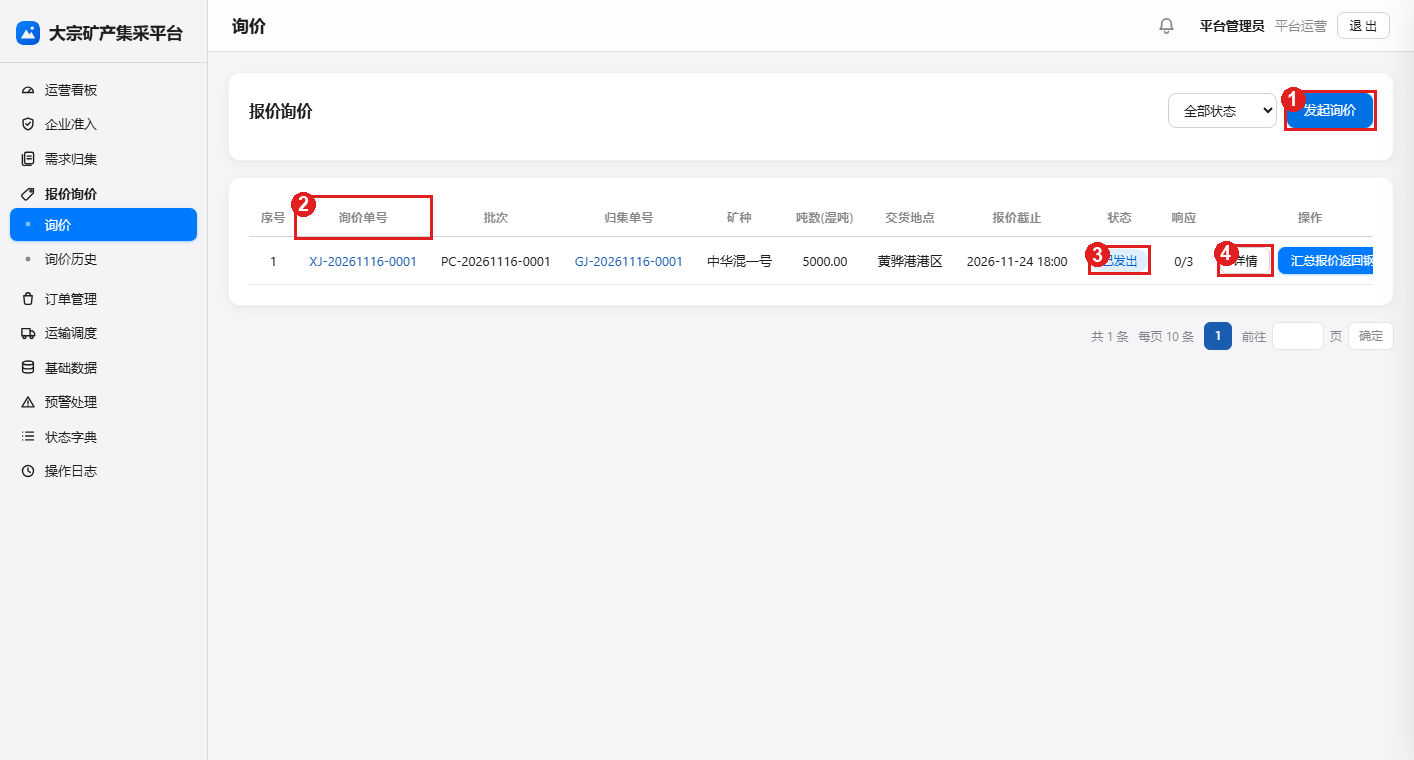 大宗矿产集采平台
询价
平台管理员 平台运营 退出
运营看板
企业准入
需求归集
报价询价
询价
询价历史
订单管理
运输调度
基础数据
预警处理
状态字典
操作日志
报价询价
全部状态
1 发起询价
序号 2 询价单号 批次 归集单号 矿种 吨数(湿吨) 交货地点 报价截止 状态 响应 操作
1 XJ-20261116-0001 PC-20261116-0001 GJ-20261116-0001 中华混一号 5000.00 黄骅港港区 2026-11-24 18:00 3 已发出 0/3 4 详情 汇总报价返回钢
共 1 条 每页 10 条 1 前往 页 确定